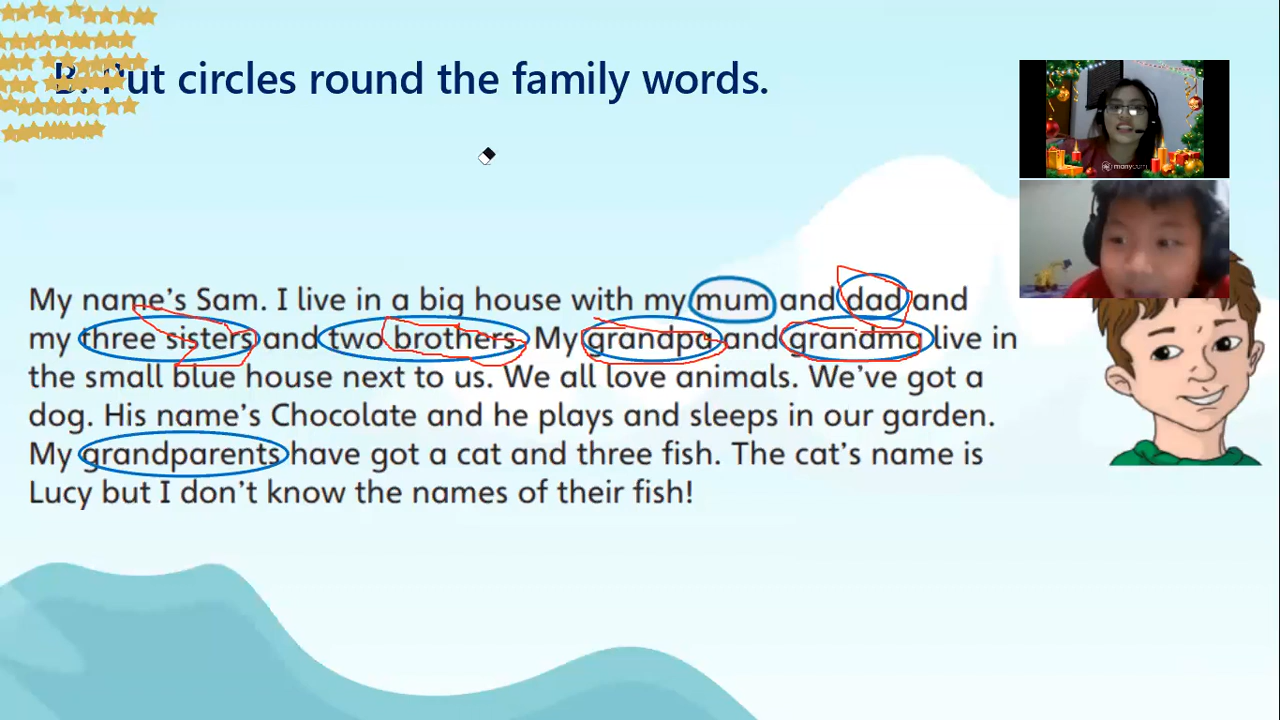 B. Put circles round the family words.
manycam
My name's Sam. I live in a big house with my mum and dad and
my three sisters and two brothers. My grandpa and grandma live in
the small blue house next to us. We all love animals. We've got a
dog. His name's Chocolate and he plays and sleeps in our garden.
My grandparents have got a cat and three fish. The cat's name is
Lucy but I don't know the names of their fish!